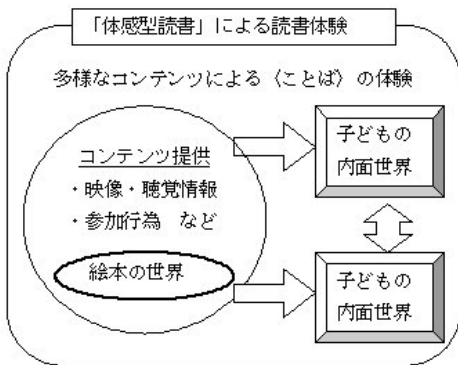 「体感型読書」による読書体験
多様なコンテンツによる〈ことば〉の体験
コンテンツ提供
・映像・聴覚情報
・参加行為　など
絵本の世界
子どもの
内面世界
子どもの
内面世界